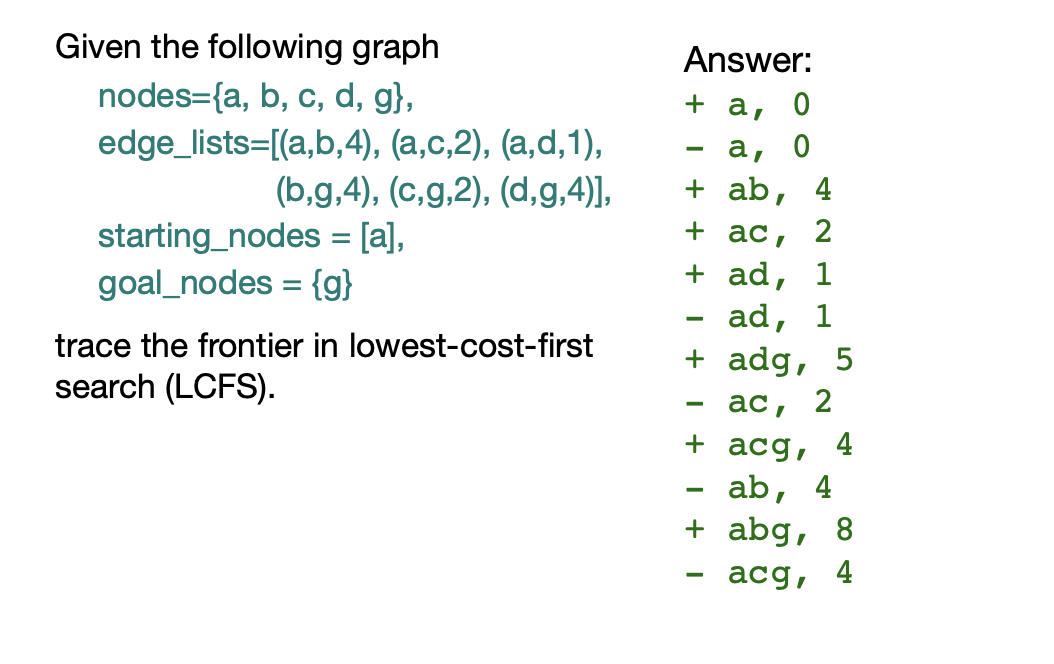 Given the following graph
nodes={a, b, c, d, g},
edge_lists=[(a,b,4), (a,c,2), (a,d,1),
(b,g,4), (c,g,2), (d,g,4)],
starting_nodes = [a],
goal_nodes = {g}
trace the frontier in lowest-cost-first
search (LCFS).
Answer:
+ a, 0
- a, 0
+ ab, 4
+ ac, 2
+ ad, 1
- ad, 1
+ adg, 5
- ac, 2
+ acg, 4
- ab, 4
+ abg, 8
- acg, 4